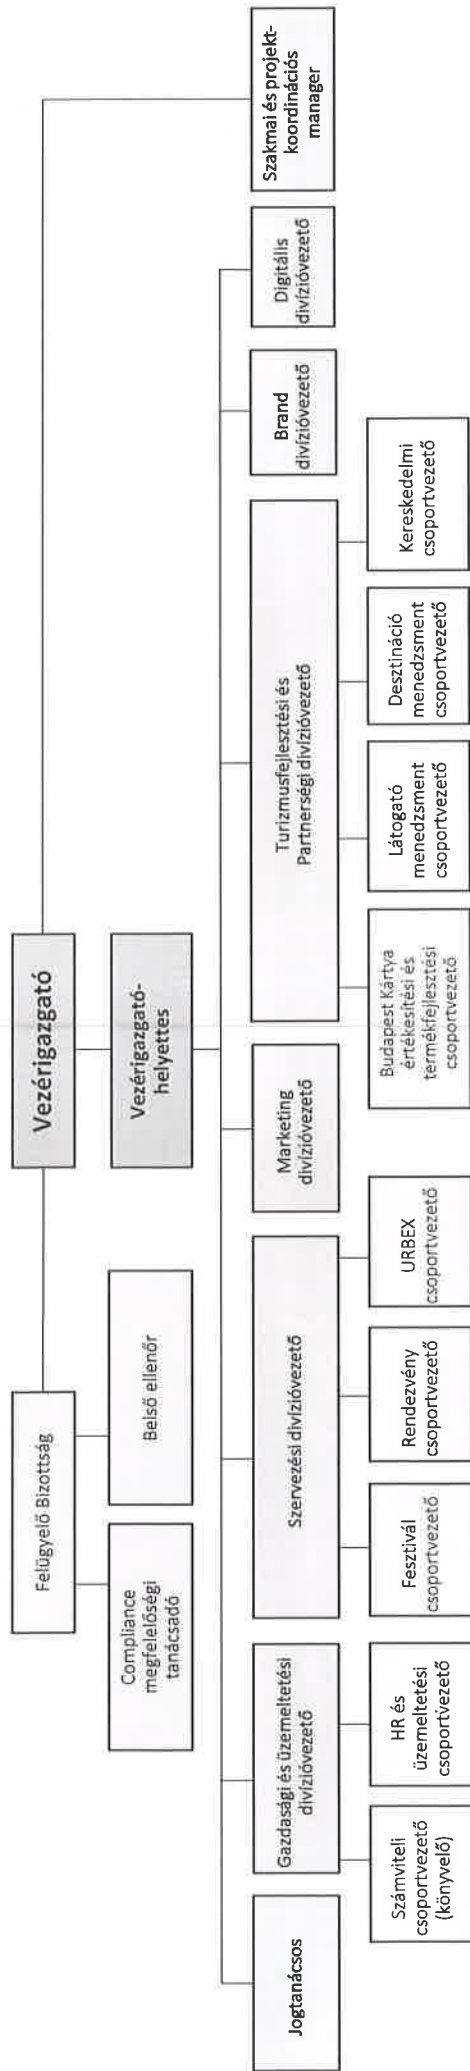 Vezérigazgató
Felügyelő Bizottság
Vezérigazgató-
helyettes
Compliance
megfelelőségi
tanácsadó
Belső ellenőr
Jogtanácsos
Gazdasági és üzemeltetési
divízióvezető
Szervezési divízióvezető
Marketing
divízióvezető
Turizmusfejlesztési és
Partnerségi divízióvezető
Brand
divízióvezető
Digitális
divízióvezető
Szakmai és projekt-
koordinációs
manager
Számviteli
csoportvezető
(könyvelő)
HR és
üzemeltetési
csoportvezető
Fesztivál
csoportvezető
Rendezvény
csoportvezető
URBEX
csoportvezető
Budapest Kártya
értékesítési és
termékfejlesztési
csoportvezető
Látogató
menedzsment
csoportvezető
Desztináció
menedzsment
csoportvezető
Kereskedelmi
csoportvezető